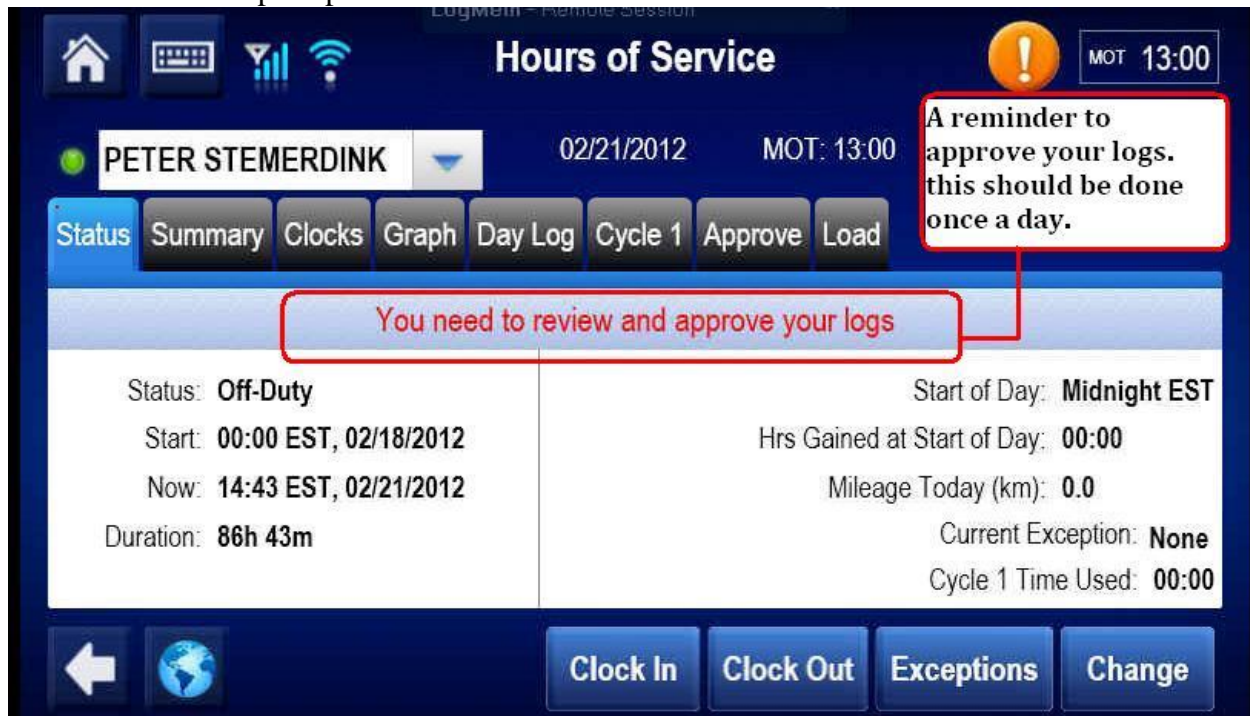 LogMeIn - Remote Session
Hours of Service
MOT 13:00
A reminder to
approve your logs.
this should be done
once a day.
PETER STEMERDINK
02/21/2012 MOT: 13:00
Status Summary Clocks Graph Day Log Cycle 1 Approve Load
You need to review and approve your logs
Status: Off-Duty
Start: 00:00 EST, 02/18/2012
Now: 14:43 EST, 02/21/2012
Duration: 86h 43m
Start of Day: Midnight EST
Hrs Gained at Start of Day: 00:00
Mileage Today (km): 0.0
Current Exception: None
Cycle 1 Time Used: 00:00
Clock In Clock Out Exceptions Change